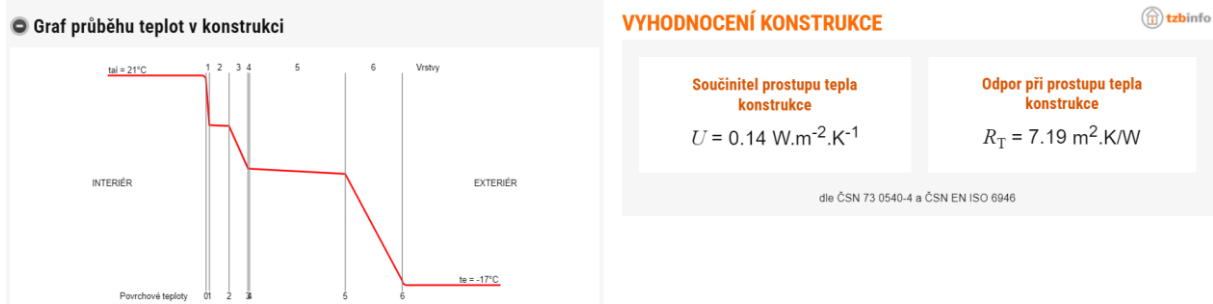 Graf průběhu teplot v konstrukci
tai = 21°C
1 2 3 4 5 6 Vrstvy
INTERIÉR
EXTERIÉR
te = -17°C
Povrchové teploty 0 1 2 3 4 5 6
VYHODNOCENÍ KONSTRUKCE
tzbinfo
Součinitel prostupu tepla
konstrukce
U = 0.14 W.m-2.K-1
Odpor při prostupu tepla
konstrukce
RT = 7.19 m2.K/W
dle ČSN 73 0540-4 a ČSN EN ISO 6946